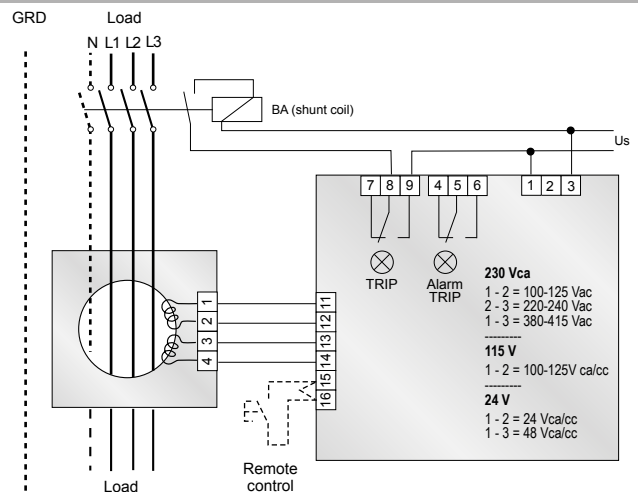 GRD Load
N L1 L2 L3
BA (shunt coil)
Us
7 8 9 4 5 6 1 2 3
TRIP
Alarm
TRIP
230 Vca
1 - 2 = 100-125 Vac
2 - 3 = 220-240 Vac
1 - 3 = 380-415 Vac
----------
115 V
1 - 2 = 100-125V ca/cc
----------
24 V
1 - 2 = 24 Vca/cc
1 - 3 = 48 Vca/cc
1 11
2 12
3 13
4 14
15
16
Remote
control
Load